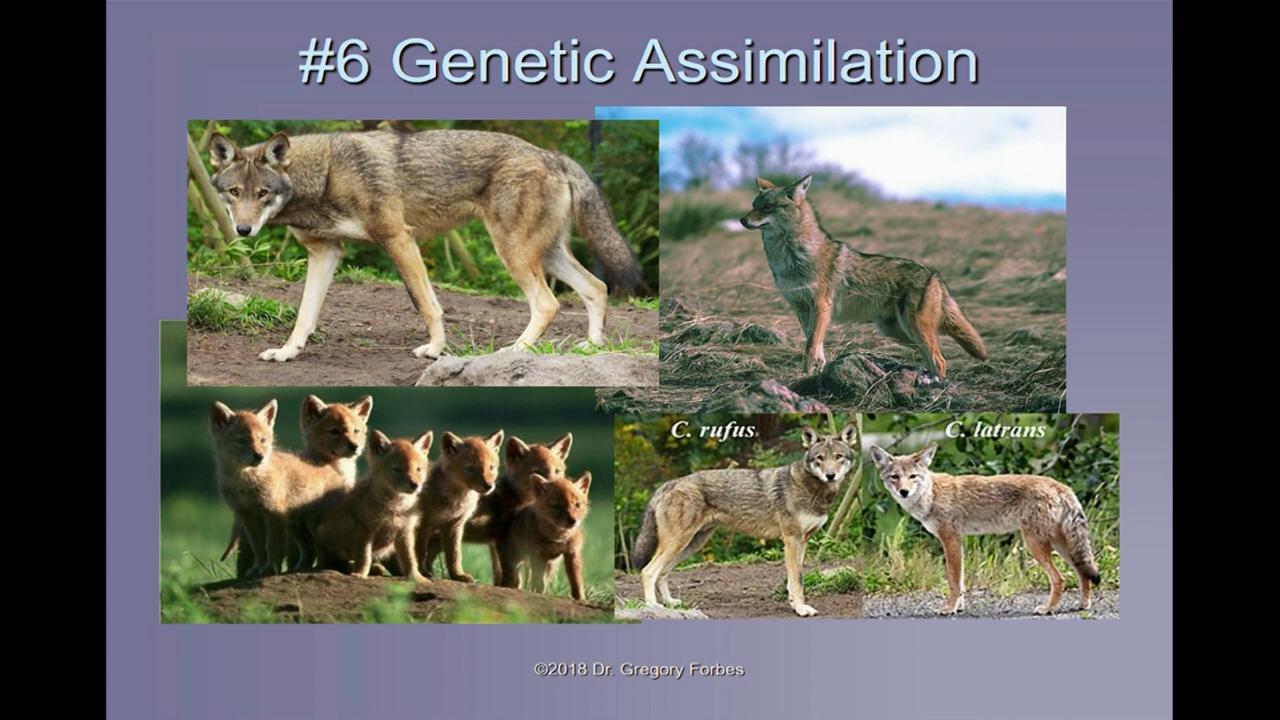 #6 Genetic Assimilation
C. rufus
C. latrans
©2018 Dr. Gregory Forbes